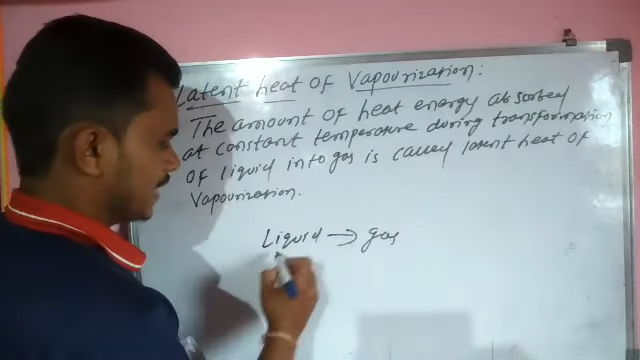 Latent heat of Vapourization:
The amount of heat energy absorbed
at constant temperature during transformation
of liquid into gas is called latent heat of
Vapourization.
Liquid → gas